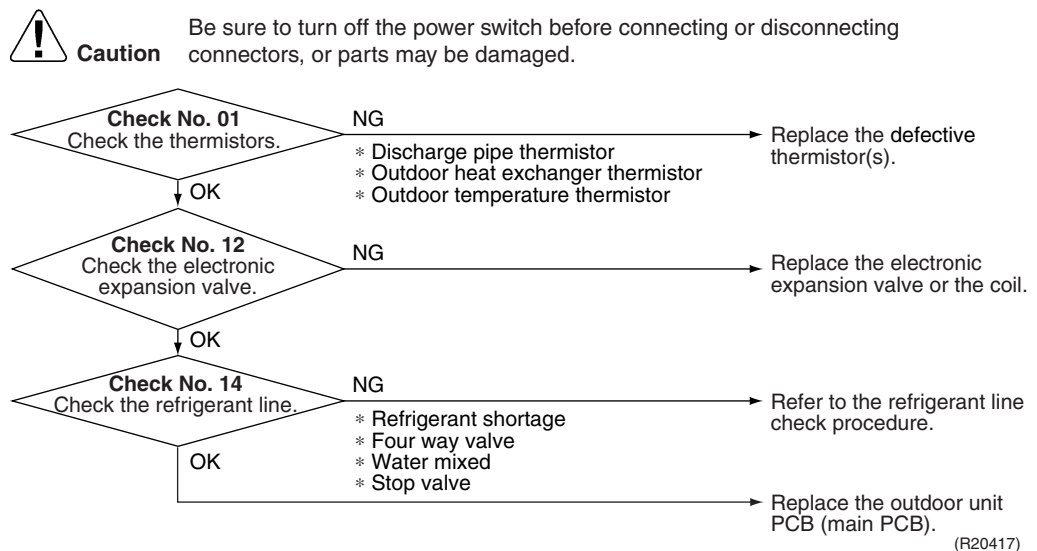 Be sure to turn off the power switch before connecting or disconnecting
Caution connectors, or parts may be damaged.
Check No. 01
Check the thermistors.
NG
* Discharge pipe thermistor
* Outdoor heat exchanger thermistor
* Outdoor temperature thermistor
Replace the defective
thermistor(s).
OK
Check No. 12
Check the electronic
expansion valve.
NG
Replace the electronic
expansion valve or the coil.
OK
Check No. 14
Check the refrigerant line.
NG
* Refrigerant shortage
* Four way valve
* Water mixed
* Stop valve
Refer to the refrigerant line
check procedure.
OK
Replace the outdoor unit
PCB (main PCB).
(R20417)